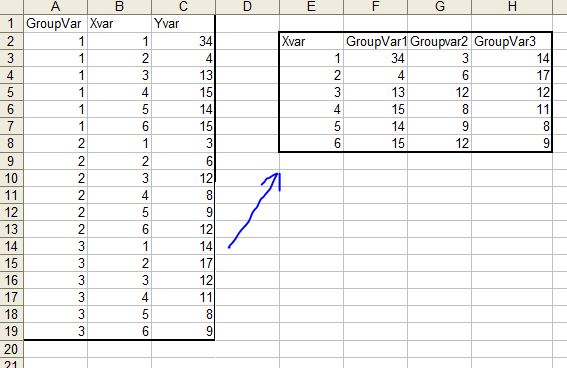 A B C D E F G H
1 GroupVar Xvar Yvar
2 1 1 34 Xvar GroupVar1 Groupvar2 GroupVar3
3 1 2 4 1 34 3 14
4 1 3 13 2 4 6 17
5 1 4 15 3 13 12 12
6 1 5 14 4 15 8 11
7 1 6 15 5 14 9 8
8 2 1 3 6 15 12 9
9 2 2 6
10 2 3 12
11 2 4 8
12 2 5 9
13 2 6 12
14 3 1 14
15 3 2 17
16 3 3 12
17 3 4 11
18 3 5 8
19 3 6 9
20
21